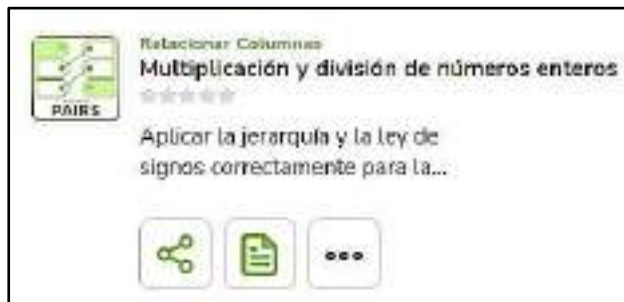 Relacionar Columnas
Multiplicación y división de números enteros
PAIRS
Aplicar la jerarquía y la ley de
signos correctamente para la...